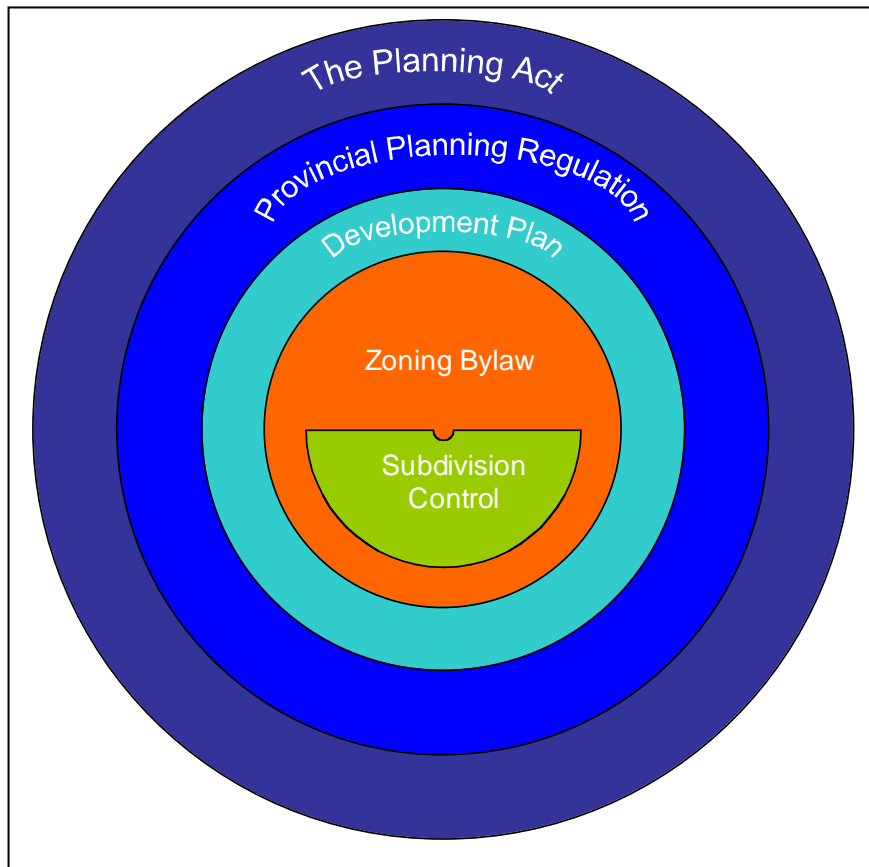 The Planning Act
Provincial Planning Regulation
Development Plan
Zoning Bylaw
Subdivision
Control